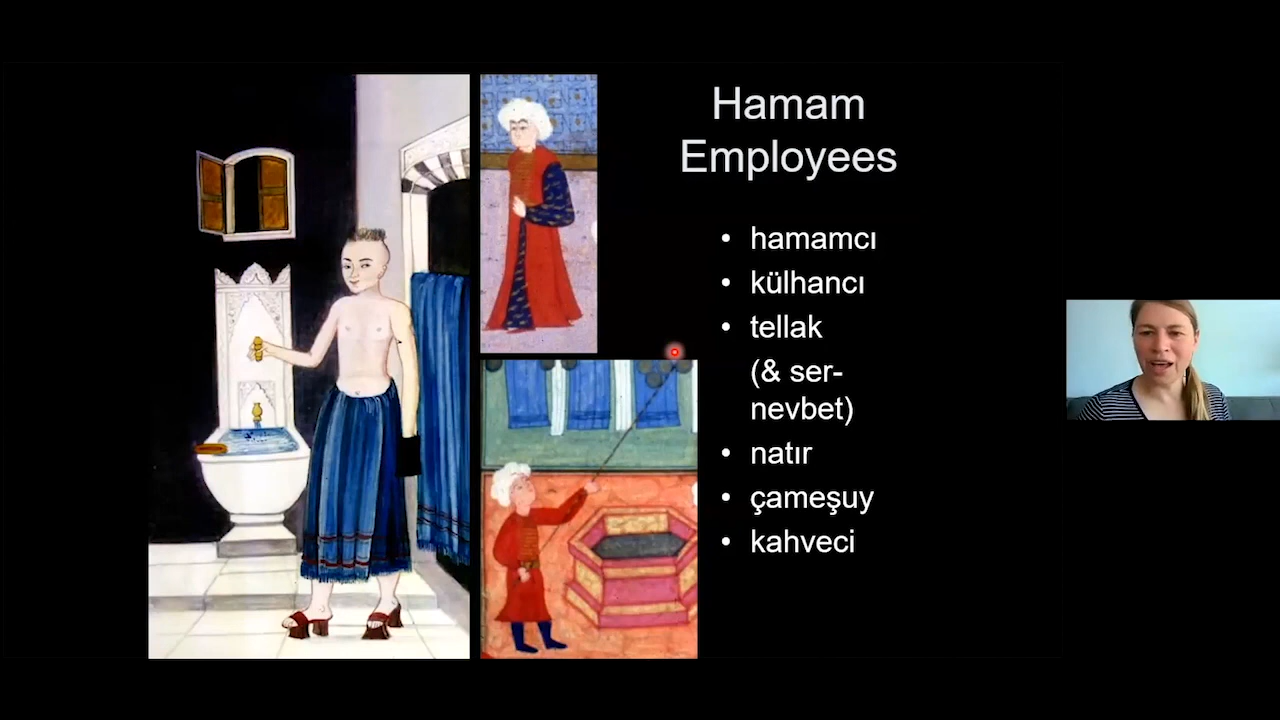 Hamam
Employees
• hamamcı
• külhancı
• tellak
(& ser-
nevbet)
• natır
• çameşuy
• kahveci